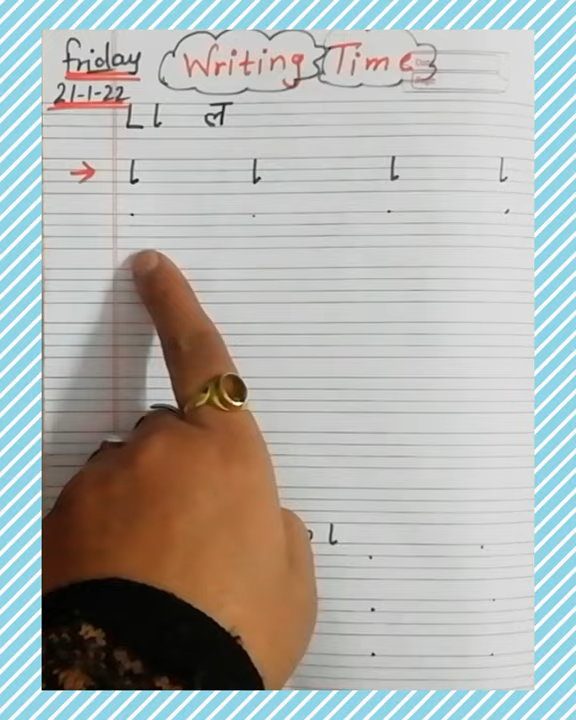 friday Writing Time
21-1-22
L l ल
→ l l l l
l